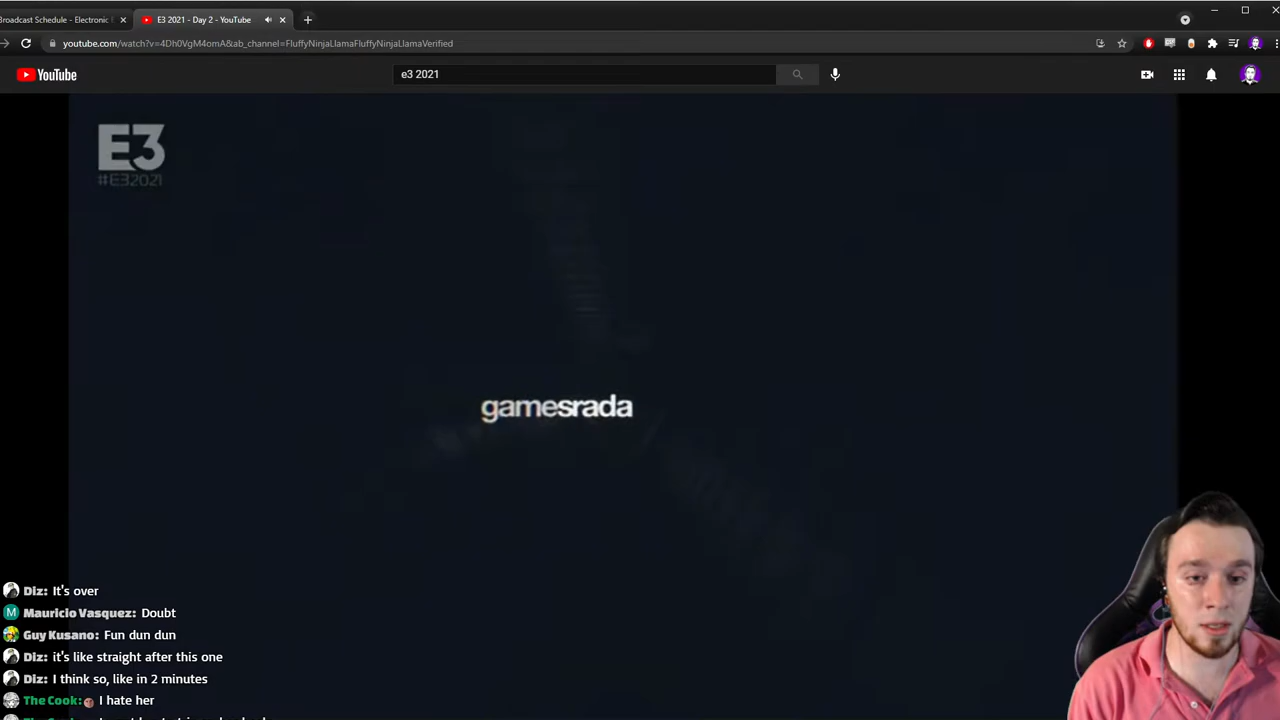 Broadcast Schedule - Electronic E
E3 2021 - Day 2 - YouTube
youtube.com/watch?v=4Dh0VgM4omA&ab_channel=FluffyNinjaLlamaFluffyNinjaLlamaVerified
YouTube
e3 2021
E3
#E32021
gamesrada
Diz: It's over
M Mauricio Vasquez: Doubt
Guy Kusano: Fun dun dun
Diz: it's like straight after this one
Diz: I think so, like in 2 minutes
The Cook: I hate her